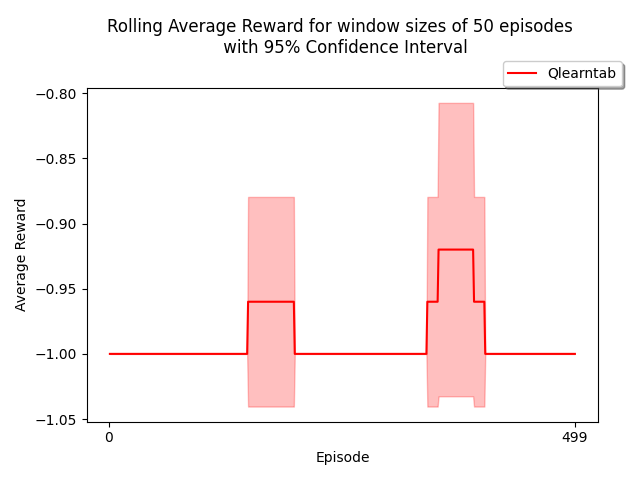 Rolling Average Reward for window sizes of 50 episodes
with 95% Confidence Interval
Qlearntab
−0.80
−0.85
−0.90
−0.95
−1.00
−1.05
Average Reward
0
499
Episode